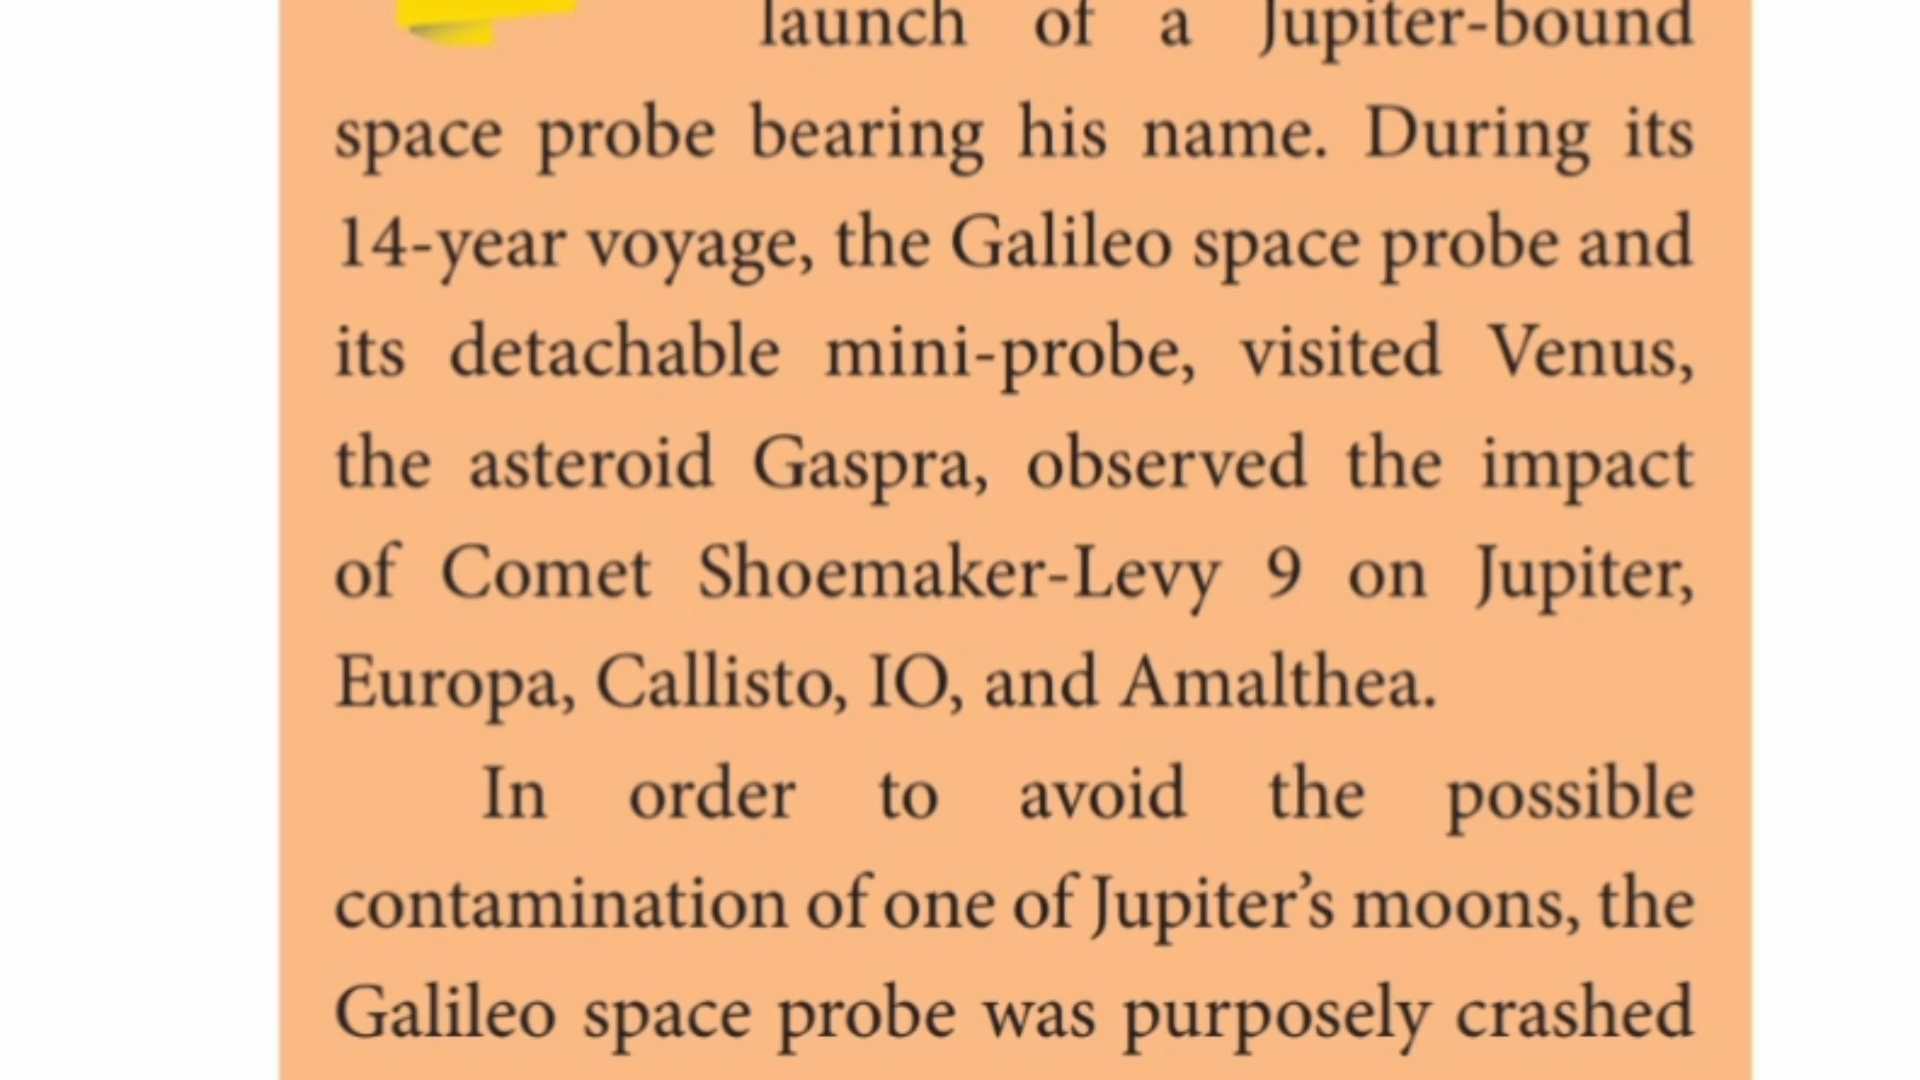 launch of a Jupiter-bound
space probe bearing his name. During its
14-year voyage, the Galileo space probe and
its detachable mini-probe, visited Venus,
the asteroid Gaspra, observed the impact
of Comet Shoemaker-Levy 9 on Jupiter,
Europa, Callisto, IO, and Amalthea.
In order to avoid the possible
contamination of one of Jupiter’s moons, the
Galileo space probe was purposely crashed